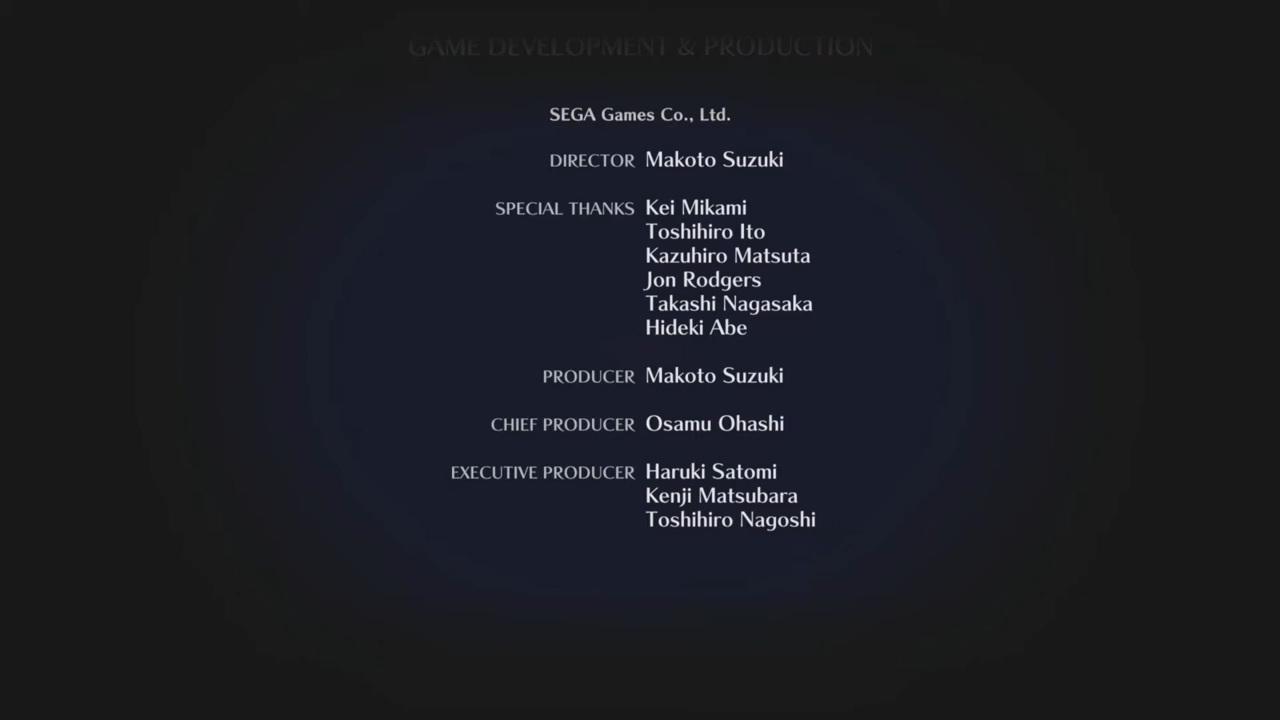 GAME DEVELOPMENT & PRODUCTION
SEGA Games Co., Ltd.
DIRECTOR Makoto Suzuki
SPECIAL THANKS Kei Mikami
Toshihiro Ito
Kazuhiro Matsuta
Jon Rodgers
Takashi Nagasaka
Hideki Abe
PRODUCER Makoto Suzuki
CHIEF PRODUCER Osamu Ohashi
EXECUTIVE PRODUCER Haruki Satomi
Kenji Matsubara
Toshihiro Nagoshi